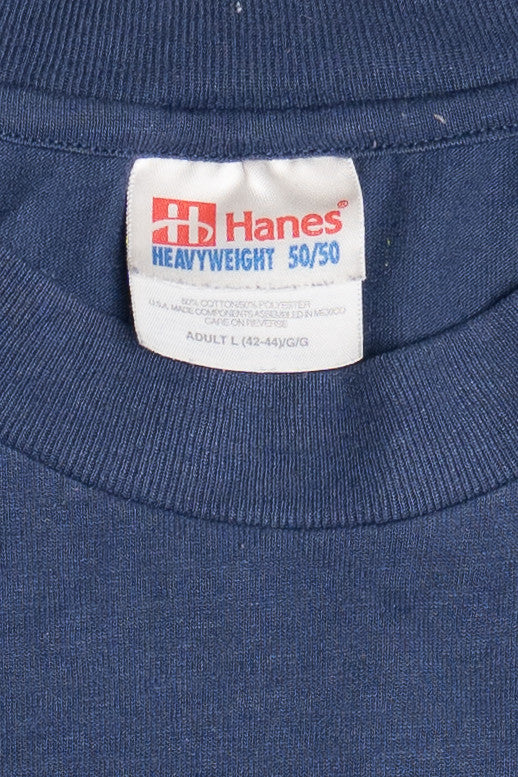 H Hanes®
HEAVYWEIGHT 50/50
50% COTTON/50% POLYESTER
U.S.A. MADE COMPONENTS ASSEMBLED IN MEXICO
CARE ON REVERSE
ADULT L (42-44)/G/G